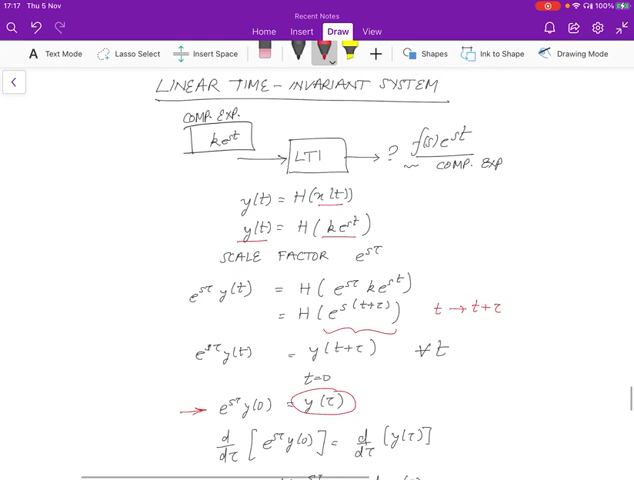 17:17 Thu 5 Nov 100%
Recent Notes
Home Insert Draw View
A Text Mode Lasso Select Insert Space Shapes Ink to Shape Drawing Mode
LINEAR TIME-INVARIANT SYSTEM
COMP. EXP.
ke^{st} → LTI → ? f(s)e^{st}
COMP. EXP
y(t) = H(x(t))
y(t) = H(ke^{st})
SCALE FACTOR e^{sτ}
e^{sτ} y(t) = H(e^{sτ} ke^{st})
= H(e^{s(t+τ)}) t → t+τ
e^{sτ} y(t) = y(t+τ) ∀t
t=0
→ e^{sτ} y(0) = y(τ)
d/dτ [e^{sτ} y(0)] = d/dτ [y(τ)]